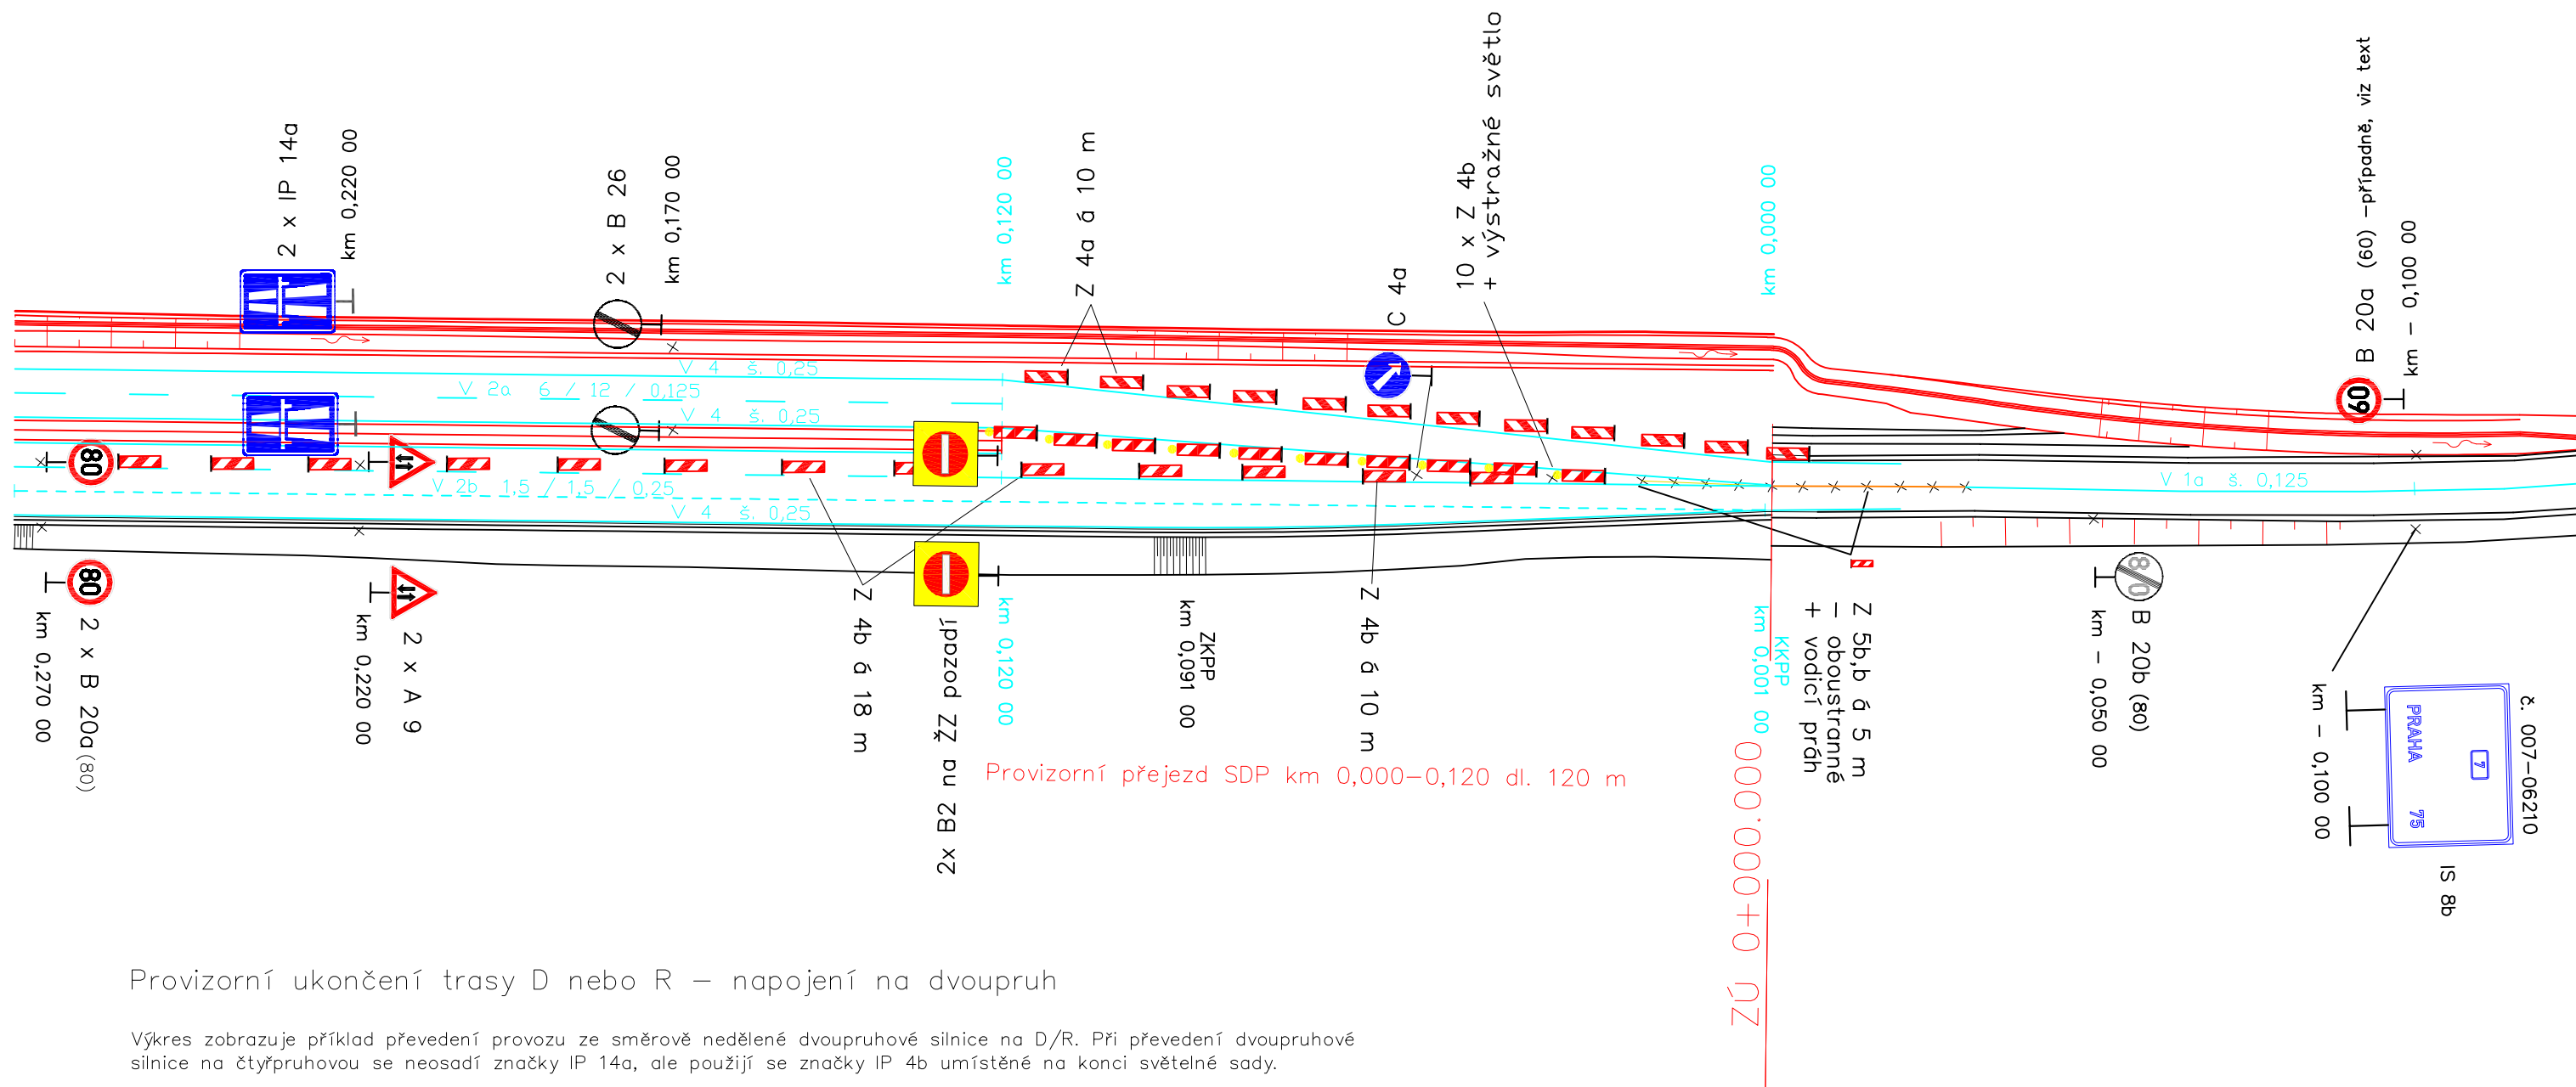 2 x IP 14a
km 0,220 00
2 x B 26
km 0,170 00
km 0,120 00
Z 4a á 10 m
C 4a
10 x Z 4b
+ výstražné světlo
km 0,000 00
B 20a (60) -případně, viz text
km - 0,100 00
60
V 4 š. 0,25
V 2a 6 / 12 / 0,125
V 4 š. 0,25
80
V 2b 1,5 / 1,5 / 0,25
V 4 š. 0,25
V 1a š. 0,125
80
80
km 0,270 00
2 x B 20a (80)
km 0,220 00
2 x A 9
Z 4b á 18 m
2x B2 na ŽZ pozadí
km 0,120 00
km 0,091 00
ZKPP
Z 4b á 10 m
km 0,001 00
KKPP
+ vodicí práh
- oboustranné
Z 5b,b á 5 m
km - 0,050 00
B 20b (80)
km - 0,100 00
PRAHA 75
7
č. 007-06210
IS 8b
Provizorní přejezd SDP km 0,000-0,120 dl. 120 m
ZÚ 0+000.000
Provizorní ukončení trasy D nebo R – napojení na dvoupruh
Výkres zobrazuje příklad převedení provozu ze směrově nedělené dvoupruhové silnice na D/R. Při převedení dvoupruhové
silnice na čtyřpruhovou se neosadí značky IP 14a, ale použijí se značky IP 4b umístěné na konci světelné sady.